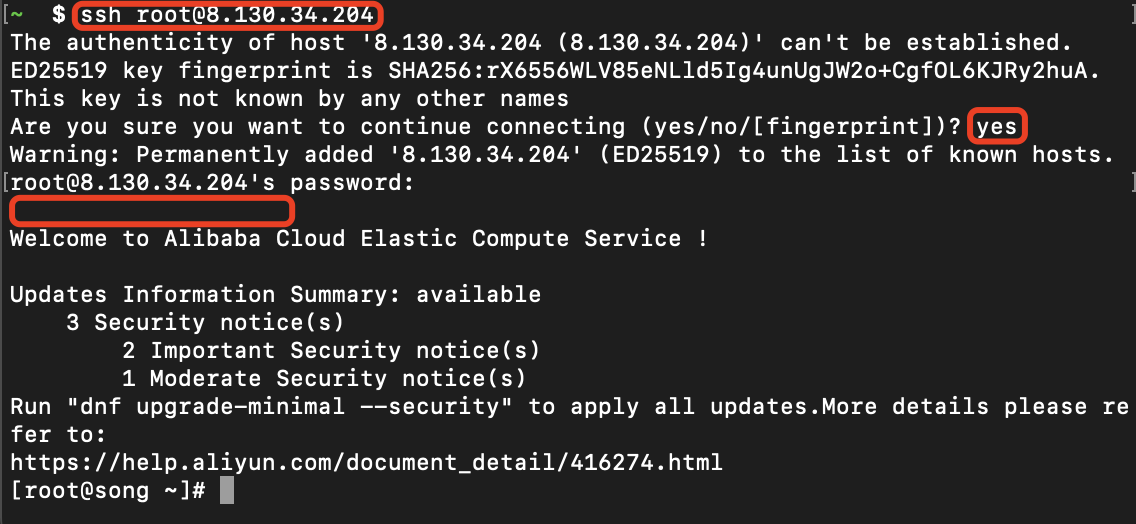 [~  $ ssh root@8.130.34.204 ]
The authenticity of host '8.130.34.204 (8.130.34.204)' can't be established.
ED25519 key fingerprint is SHA256:rX6556WLV85eNLld5Ig4unUgJW2o+CgfOL6KJRy2huA.
This key is not known by any other names
Are you sure you want to continue connecting (yes/no/[fingerprint])? yes
Warning: Permanently added '8.130.34.204' (ED25519) to the list of known hosts.
[root@8.130.34.204's password: ]
Welcome to Alibaba Cloud Elastic Compute Service !
Updates Information Summary: available
    3 Security notice(s)
        2 Important Security notice(s)
        1 Moderate Security notice(s)
Run "dnf upgrade-minimal --security" to apply all updates.More details please re
fer to:
https://help.aliyun.com/document_detail/416274.html
[root@song ~]#